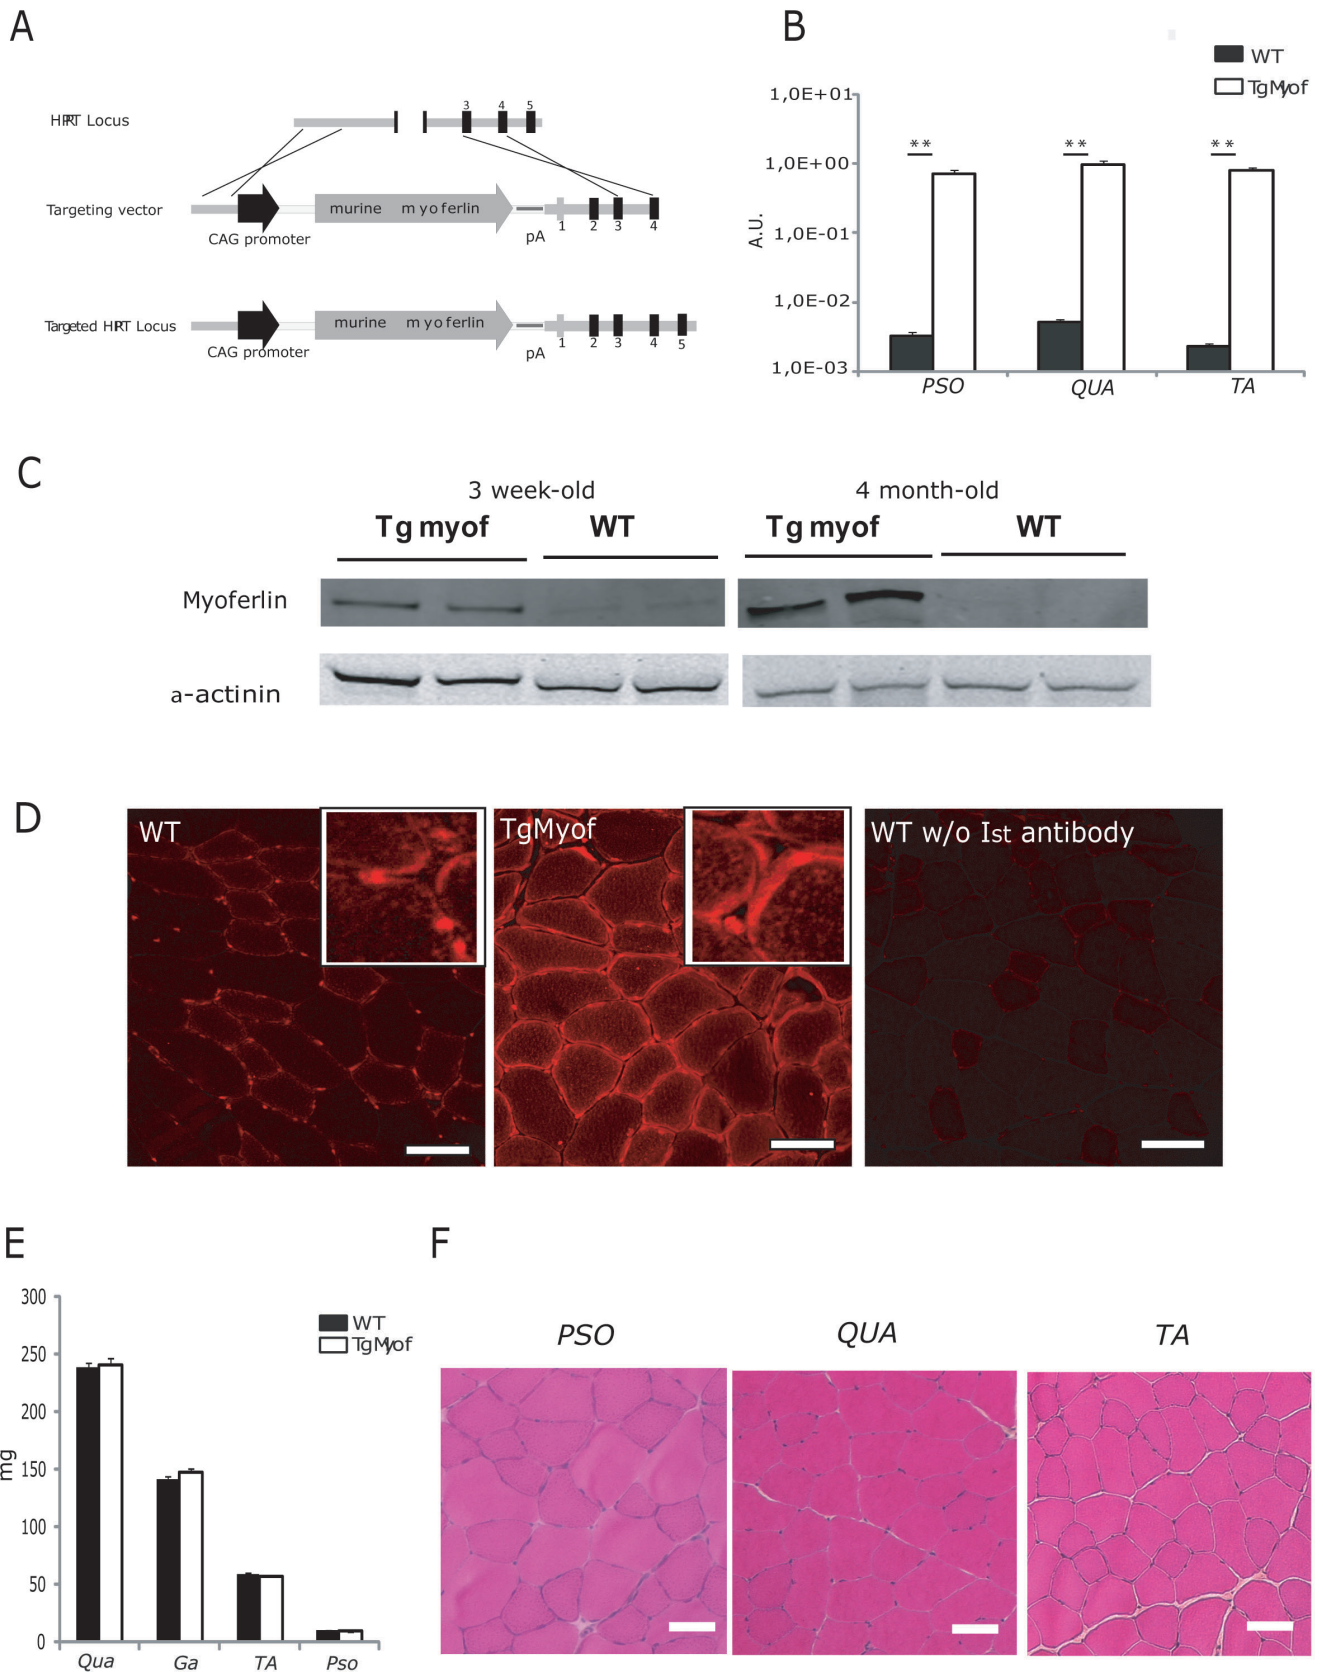 A
HPRT Locus
3 4 5
Targeting vector
murine myoferlin
CAG promoter
pA
1 2 3 4
Targeted HPRT Locus
murine myoferlin
CAG promoter
pA
1 2 3 4 5
B
WT
TgMyof
1,0E+01
1,0E+00
1,0E-01
1,0E-02
1,0E-03
A.U.
** ** **
PSO QUA TA
C
3 week-old 4 month-old
Tg myof WT Tg myof WT
Myoferlin
a-actinin
D
WT
TgMyof
WT w/o Ist antibody
E
WT
TgMyof
300
250
200
150
100
50
0
mg
Qua Ga TA Pso
F
PSO QUA TA